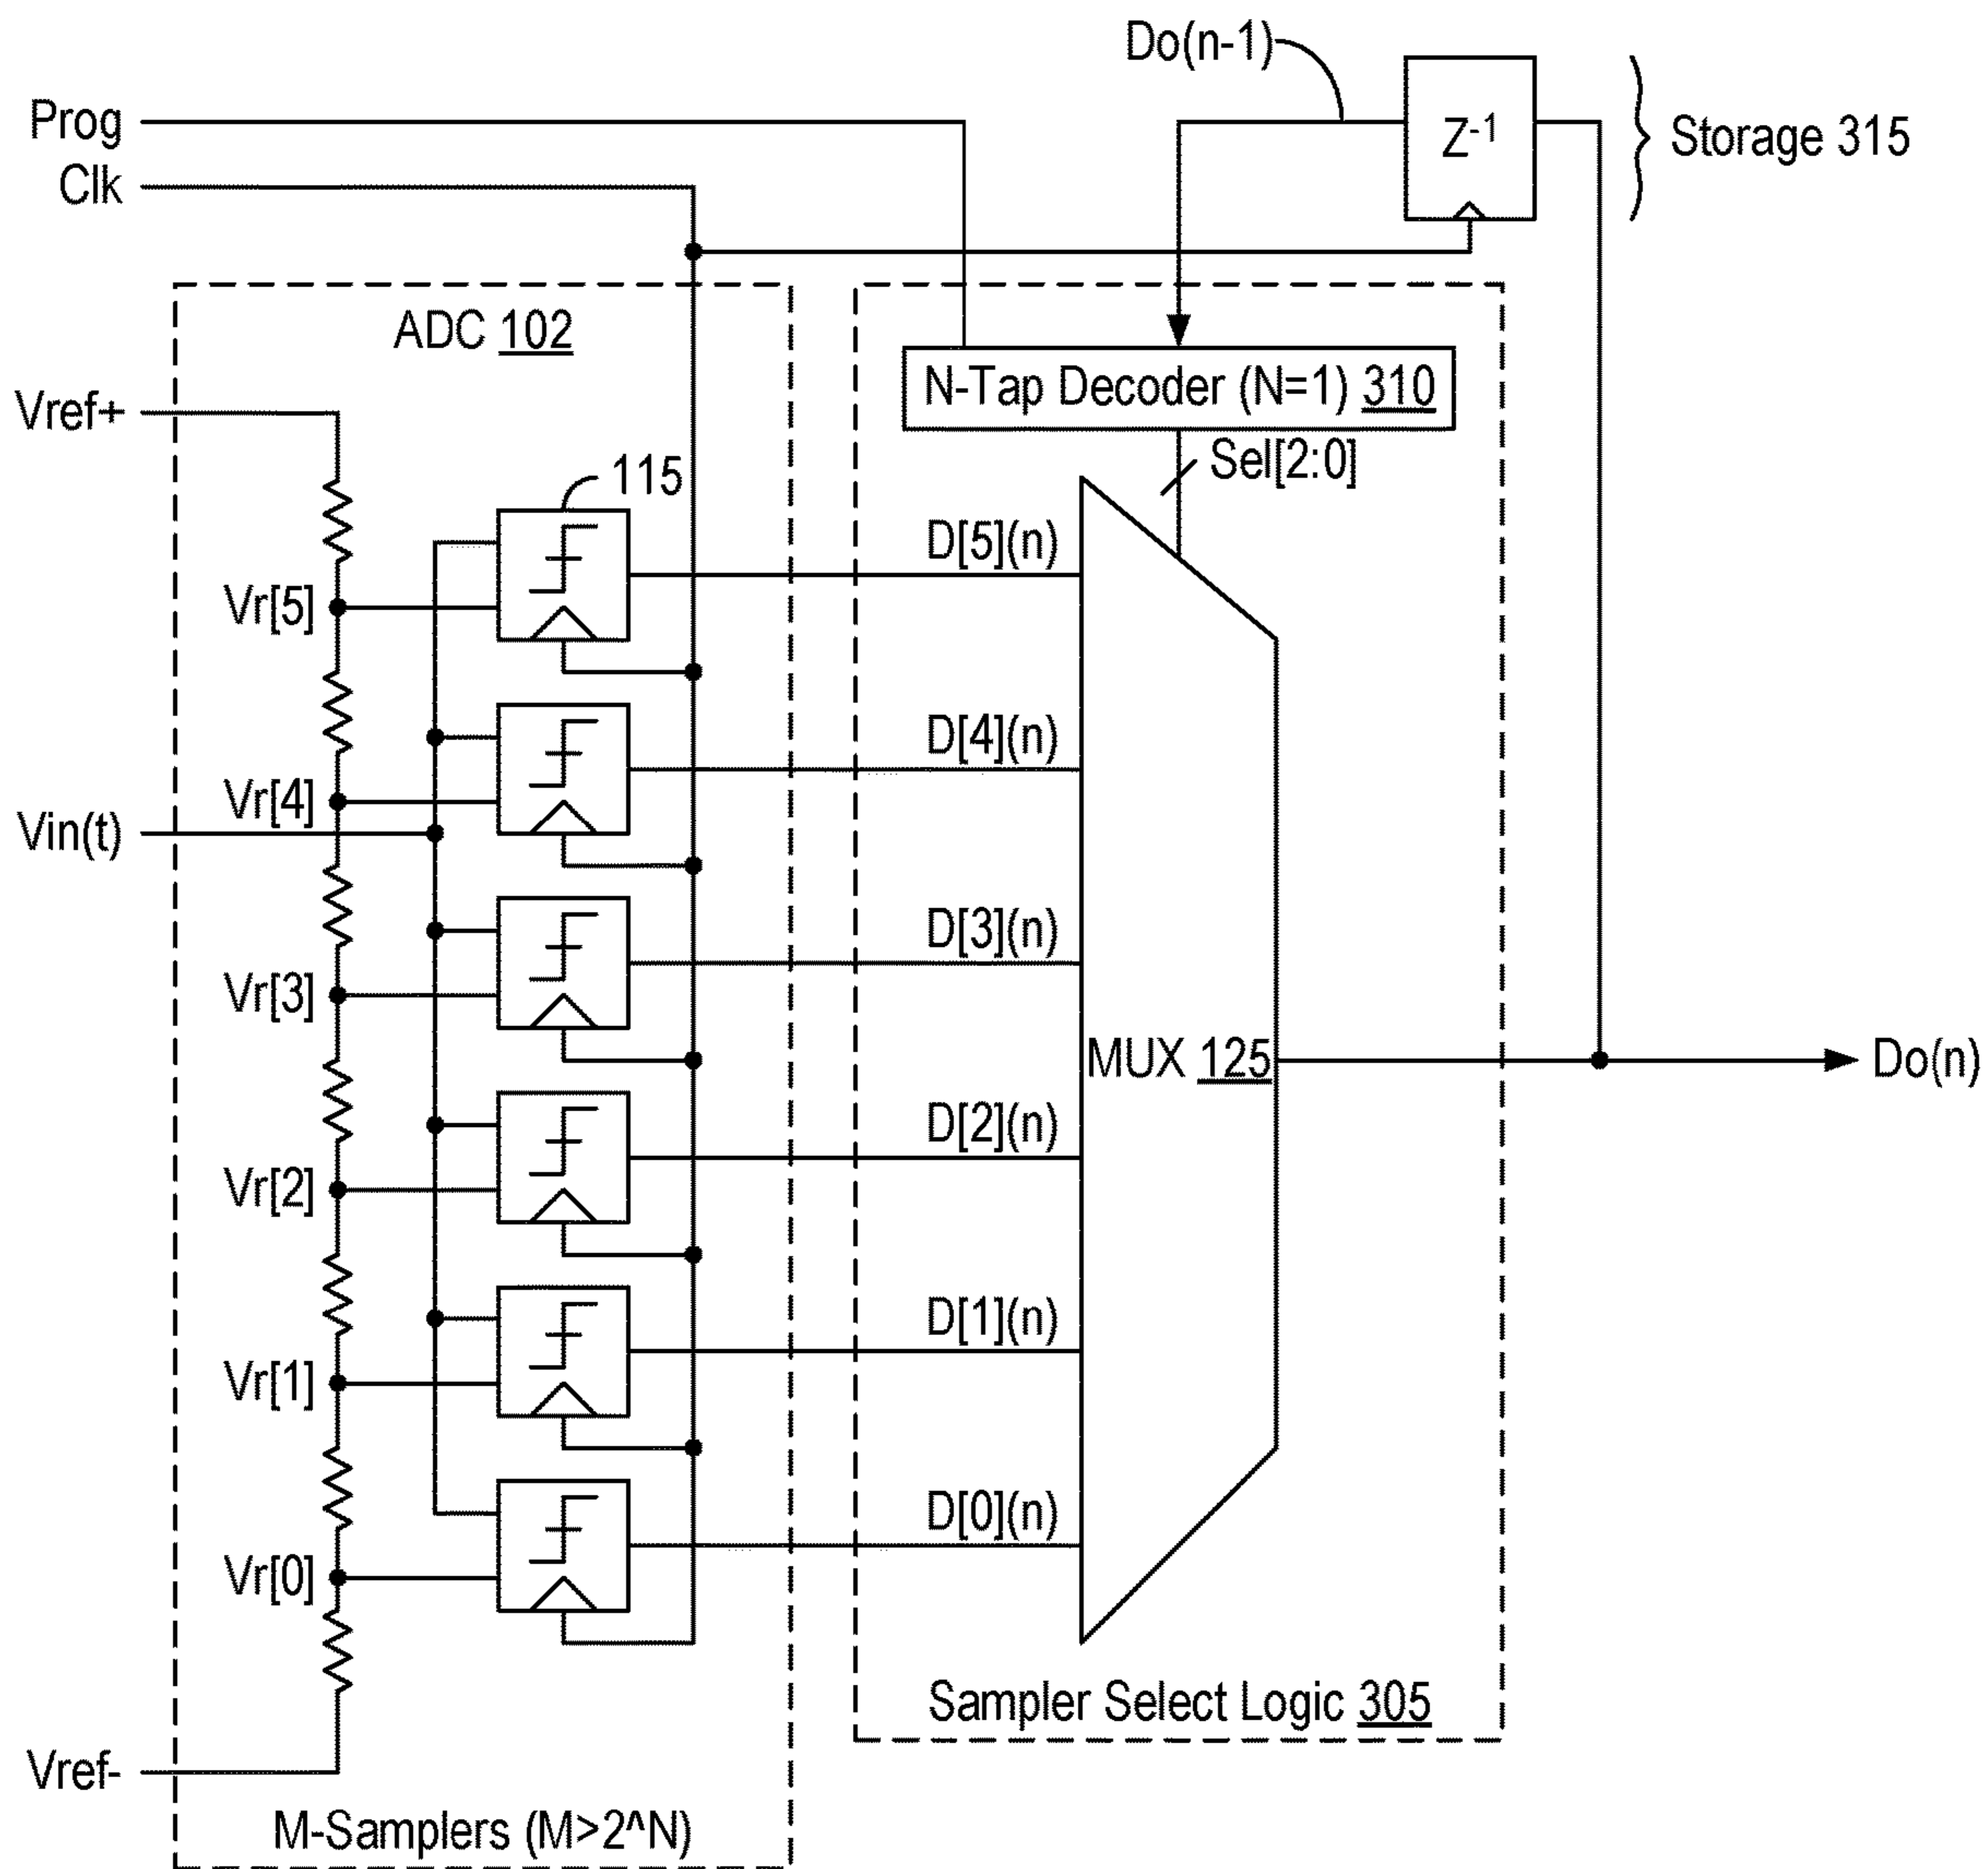 Do(n-1)
Prog
Z-1
Storage 315
Clk
ADC 102
N-Tap Decoder (N=1) 310
Vref+
Sel[2:0]
115
D[5](n)
Vr[5]
D[4](n)
Vr[4]
Vin(t)
D[3](n)
Vr[3]
MUX 125
Do(n)
D[2](n)
Vr[2]
D[1](n)
Vr[1]
D[0](n)
Vr[0]
Sampler Select Logic 305
Vref-
M-Samplers (M>2^N)